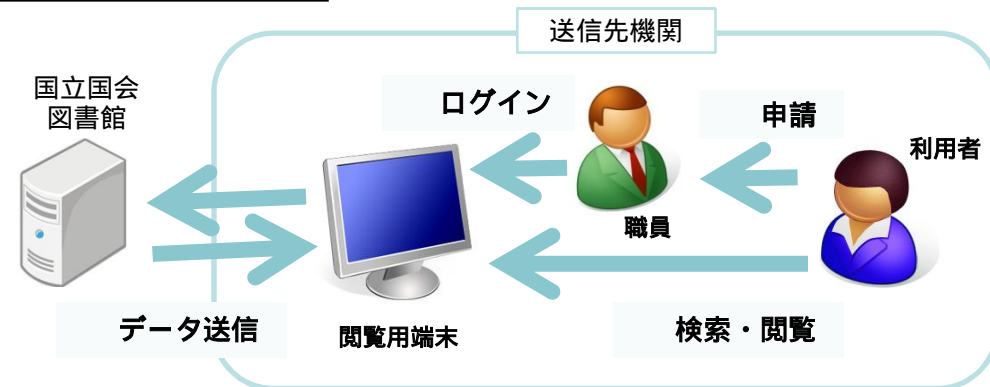 送信先機関
国立国会
図書館
ログイン
申請
利用者
職員
データ送信
閲覧用端末
検索・閲覧